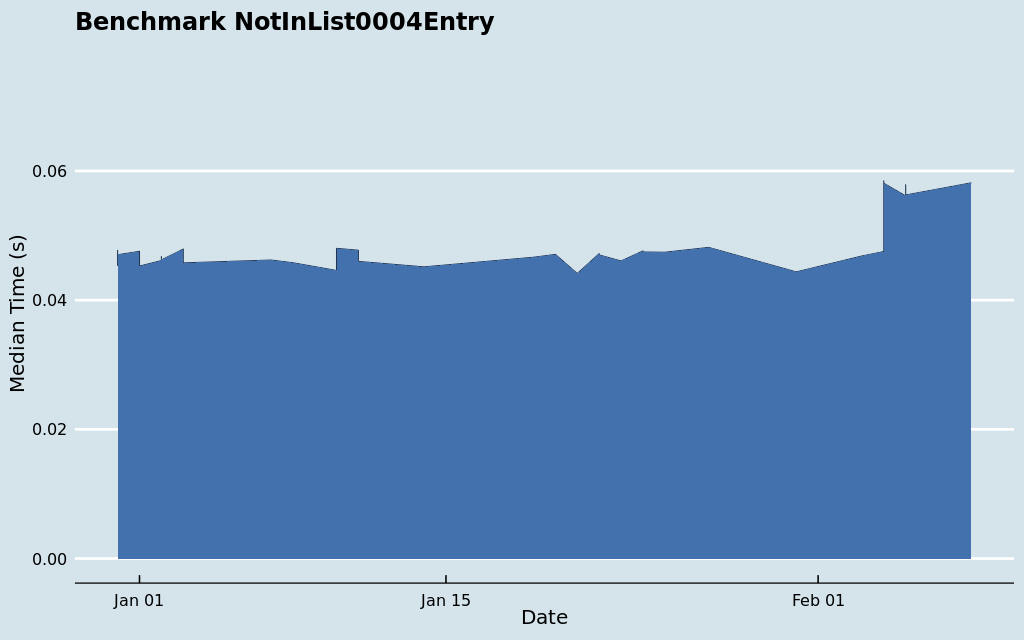 Benchmark NotInList0004Entry
Median Time (s)
0.06
0.04
0.02
0.00
Jan 01
Jan 15
Feb 01
Date